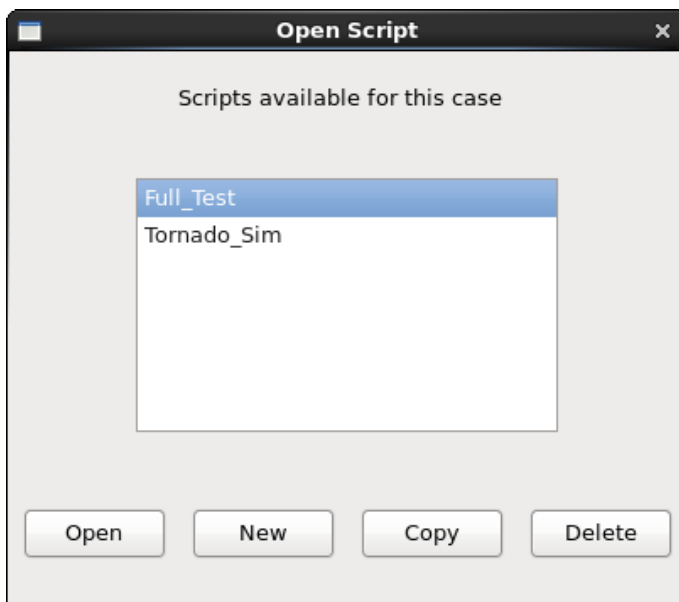 Open Script
Scripts available for this case
Full_Test
Tornado_Sim
Open New Copy Delete